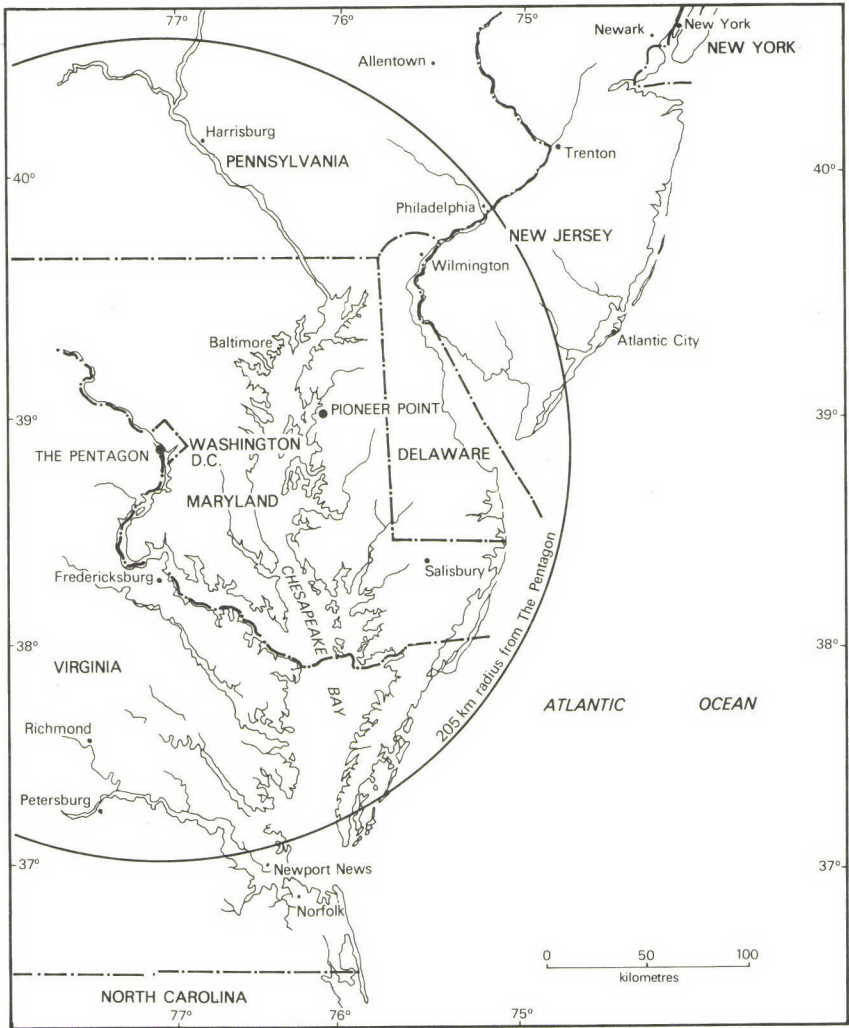 77°
76°
75°
Newark
New York
NEW YORK
Allentown
Harrisburg
PENNSYLVANIA
Trenton
40°
40°
Philadelphia
NEW JERSEY
Wilmington
Baltimore
Atlantic City
39°
39°
PIONEER POINT
THE PENTAGON
WASHINGTON
D.C.
DELAWARE
MARYLAND
Fredericksburg
Salisbury
CHESAPEAKE
BAY
205 km radius from The Pentagon
38°
38°
VIRGINIA
ATLANTIC OCEAN
Richmond
Petersburg
37°
37°
Newport News
Norfolk
0 50 100
kilometres
NORTH CAROLINA
77°
76°
75°